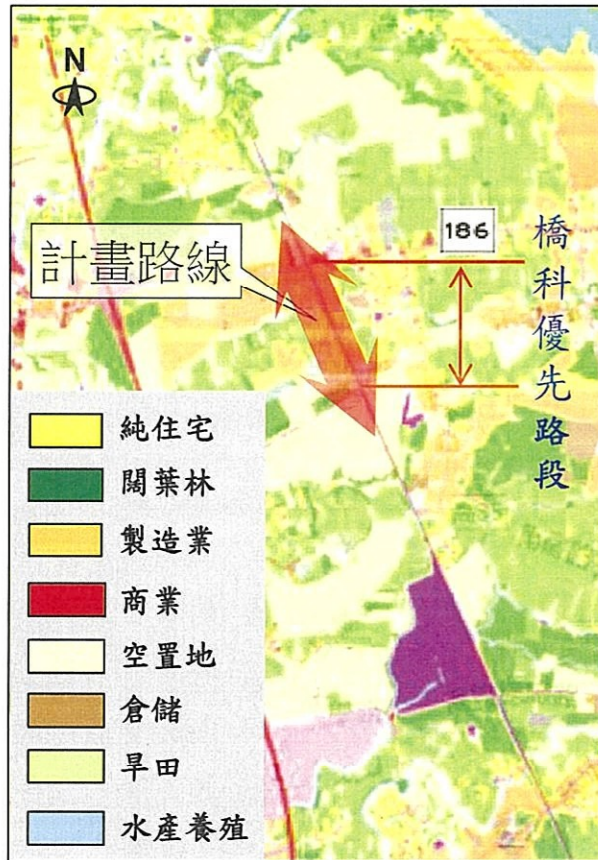 N
186
橋科優先路段
計畫路線
純住宅
闊葉林
製造業
商業
空置地
倉儲
旱田
水產養殖